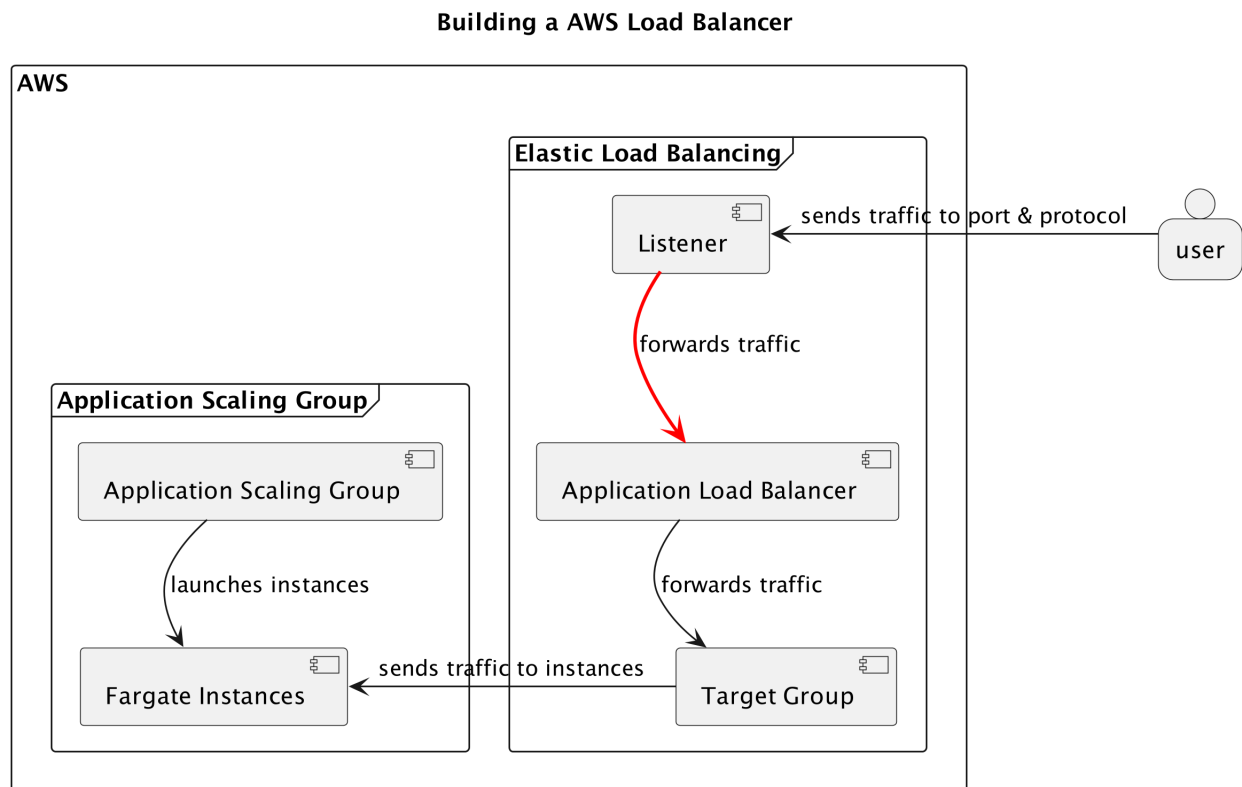 Building a AWS Load Balancer
AWS
Elastic Load Balancing
Listener
sends traffic to port & protocol
user
forwards traffic
Application Scaling Group
Application Scaling Group
Application Load Balancer
launches instances
forwards traffic
Fargate Instances
sends traffic to instances
Target Group